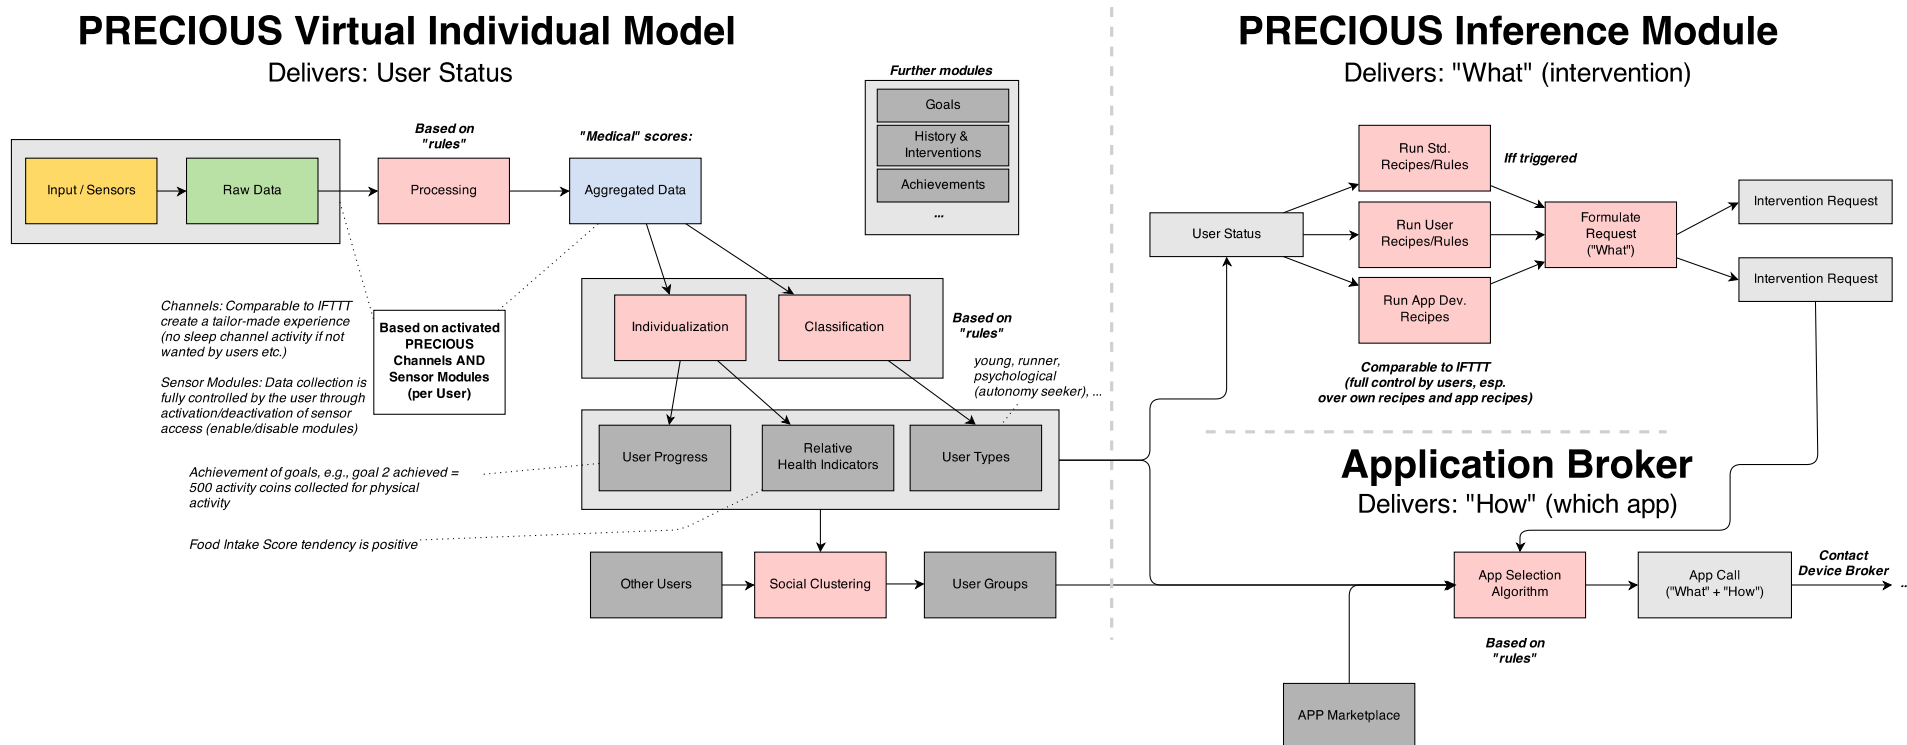 PRECIOUS Virtual Individual Model
Delivers: User Status
Further modules
Goals
History &
Interventions
Achievements
...
Based on
"rules"
"Medical" scores:
Input / Sensors
Raw Data
Processing
Aggregated Data
Channels: Comparable to IFTTT
create a tailor-made experience
(no sleep channel activity if not
wanted by users etc.)
Sensor Modules: Data collection is
fully controlled by the user through
activation/deactivation of sensor
access (enable/disable modules)
Based on activated
PRECIOUS
Channels AND
Sensor Modules
(per User)
Individualization
Classification
Based on
"rules"
young, runner,
psychological
(autonomy seeker), ...
User Progress
Relative
Health Indicators
User Types
Achievement of goals, e.g., goal 2 achieved =
500 activity coins collected for physical
activity
Food Intake Score tendency is positive
Other Users
Social Clustering
User Groups
PRECIOUS Inference Module
Delivers: "What" (intervention)
User Status
Run Std.
Recipes/Rules
Iff triggered
Run User
Recipes/Rules
Run App Dev.
Recipes
Formulate
Request
("What")
Intervention Request
Intervention Request
Comparable to IFTTT
(full control by users, esp.
over own recipes and app recipes)
Application Broker
Delivers: "How" (which app)
App Selection
Algorithm
App Call
("What" + "How")
Contact
Device Broker
..
Based on
"rules"
APP Marketplace